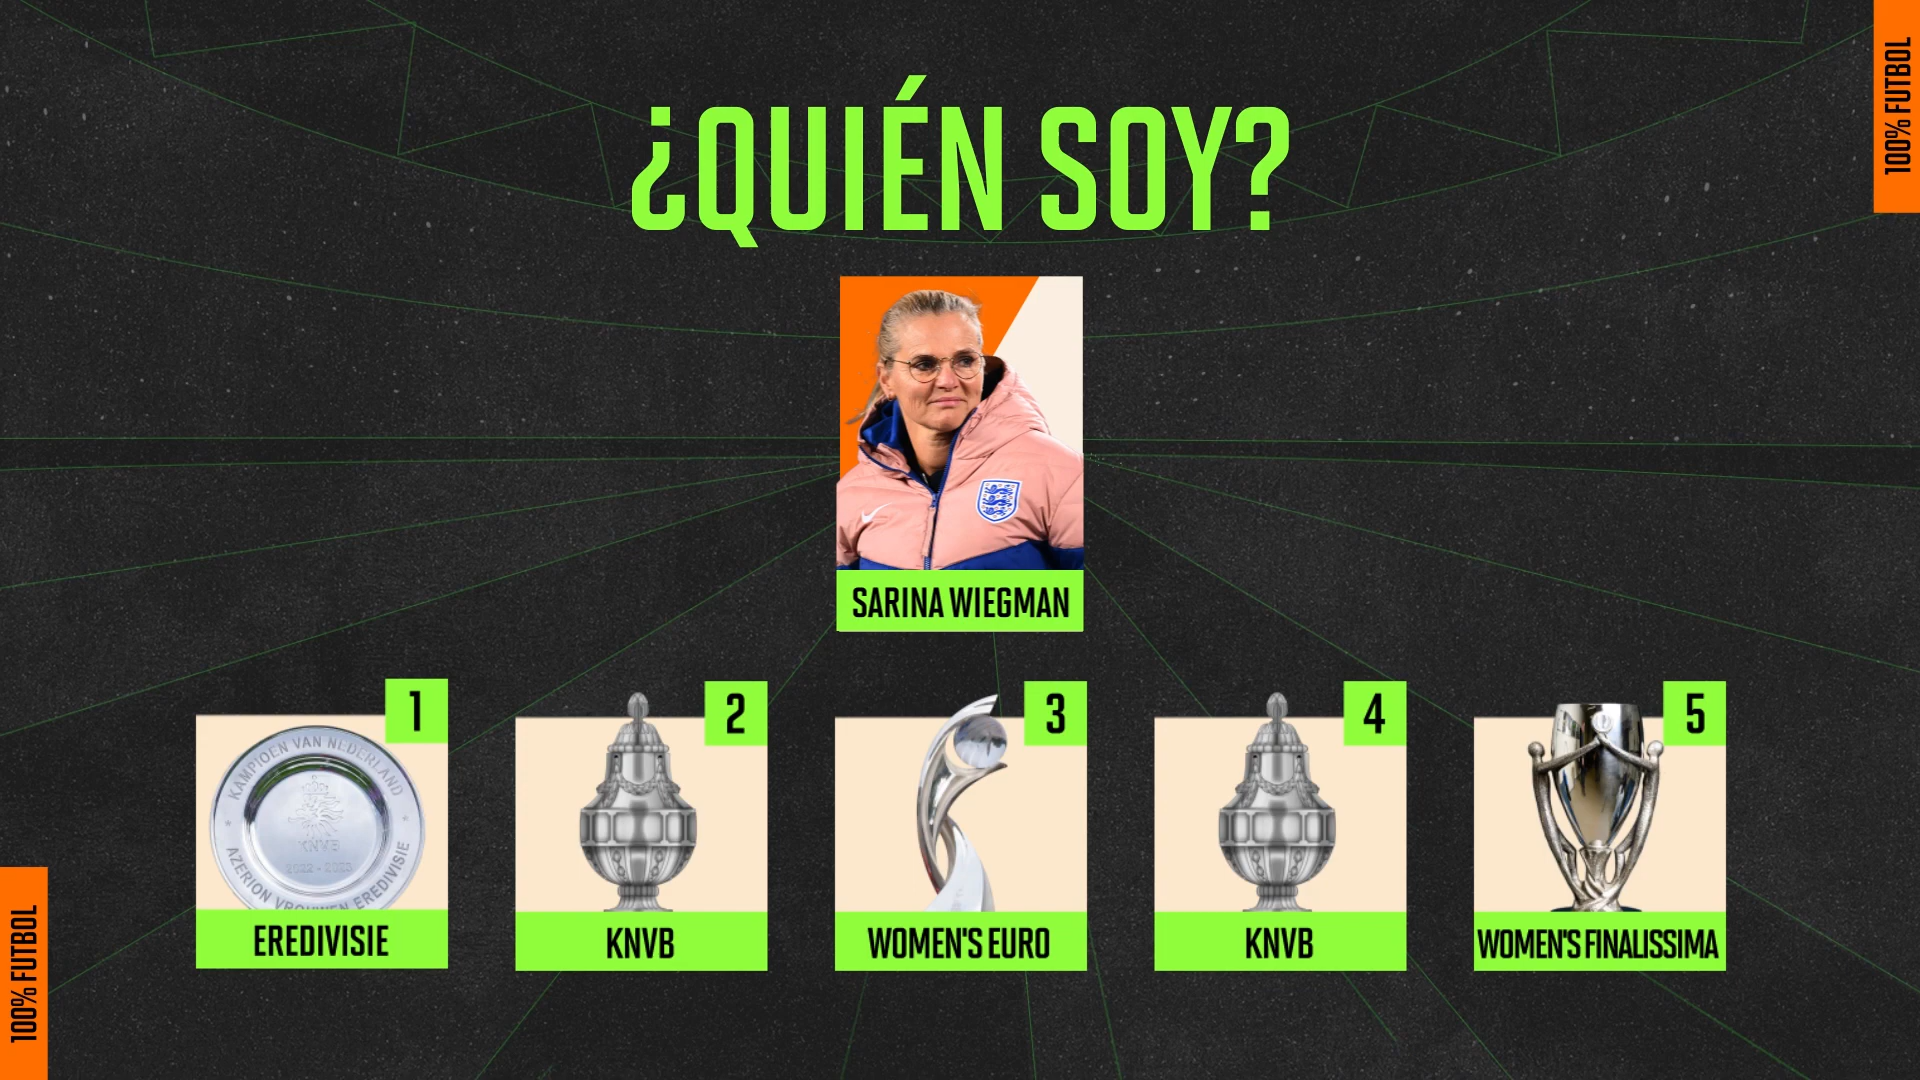 100% FUTBOL
¿QUIÉN SOY?
SARINA WIEGMAN
1
2
3
4
5
KAMPIOEN VAN NEDERLAND
KNVB
2022 - 2023
AZERION VROUWEN EREDIVISIE
EREDIVISIE
KNVB
WOMEN'S EURO
KNVB
WOMEN'S FINALISSIMA
100% FUTBOL